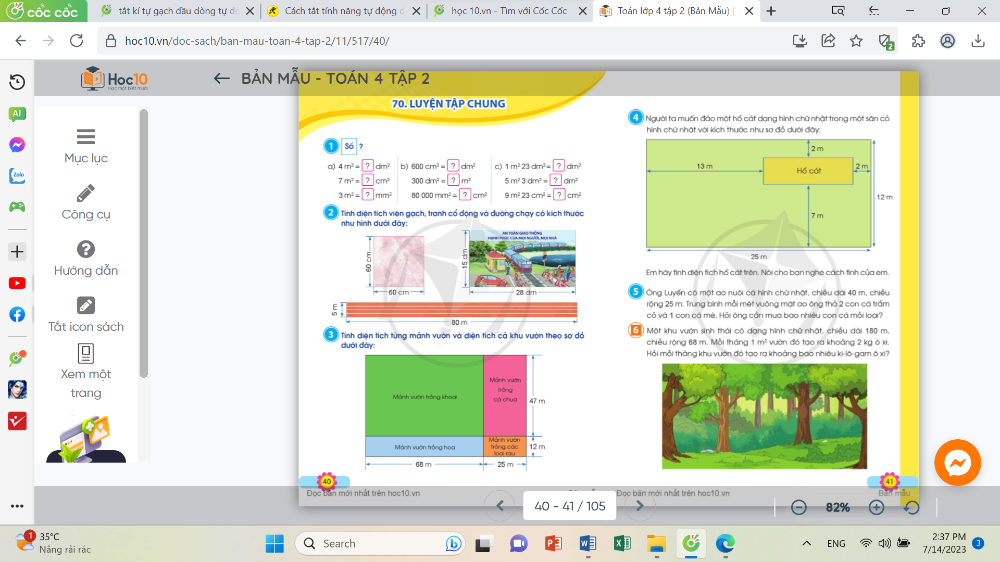 cốc cốc
tắt kí tự gạch đầu dòng tự độ
Cách tắt tính năng tự động đ
học 10.vn - Tìm với Cốc Cốc
Toán lớp 4 tập 2 (Bản Mẫu) |
hoc10.vn/doc-sach/ban-mau-toan-4-tap-2/11/517/40/
2
Hoc10
Học một biết mười
BẢN MẪU - TOÁN 4 TẬP 2
AI
Zalo
Mục lục
Công cụ
Hướng dẫn
Tắt icon sách
Xem một
trang
70. LUYỆN TẬP CHUNG
1 Số ?
a) 4 m² = ? dm² b) 600 cm² = ? dm² c) 1 m² 23 dm² = ? dm²
7 m² = ? cm² 300 dm² = ? m² 5 m² 3 dm² = ? dm²
3 m² = ? mm² 80 000 mm² = ? cm² 9 m² 23 cm² = ? cm²
2 Tính diện tích viên gạch, tranh cổ động và đường chạy có kích thước
như hình dưới đây:
60 cm
60 cm
AN TOÀN GIAO THÔNG
HẠNH PHÚC CỦA MỌI NGƯỜI, MỌI NHÀ
15 dm
28 dm
5 m
80 m
3 Tính diện tích từng mảnh vườn và diện tích cả khu vườn theo sơ đồ
dưới đây:
Mảnh vườn trồng khoai
Mảnh vườn
trồng
cà chua
47 m
Mảnh vườn trồng hoa
Mảnh vườn
trồng các
loại rau
12 m
68 m
25 m
40
Đọc bản mới nhất trên hoc10.vn
4 Người ta muốn đào một hố cát dạng hình chữ nhật trong một sân cỏ
hình chữ nhật với kích thước như sơ đồ dưới đây:
2 m
13 m
Hố cát
2 m
12 m
7 m
25 m
Em hãy tính diện tích hố cát trên. Nói cho bạn nghe cách tính của em.
5 Ông Luyến có một ao nuôi cá hình chữ nhật, chiều dài 40 m, chiều
rộng 25 m. Trung bình mỗi mét vuông mặt ao ông thả 2 con cá trắm
cỏ và 1 con cá mè. Hỏi ông cần mua bao nhiêu con cá mỗi loại?
6 Một khu vườn sinh thái có dạng hình chữ nhật, chiều dài 180 m,
chiều rộng 68 m. Mỗi tháng 1 m² vườn đó tạo ra khoảng 2 kg ô xi.
Hỏi mỗi tháng khu vườn đó tạo ra khoảng bao nhiêu ki-lô-gam ô xi?
41
Đọc bản mới nhất trên hoc10.vn
Bản mẫu
40 - 41 / 105
82%
1
35°C
Nắng rải rác
Search
ENG
2:37 PM
7/14/2023
3